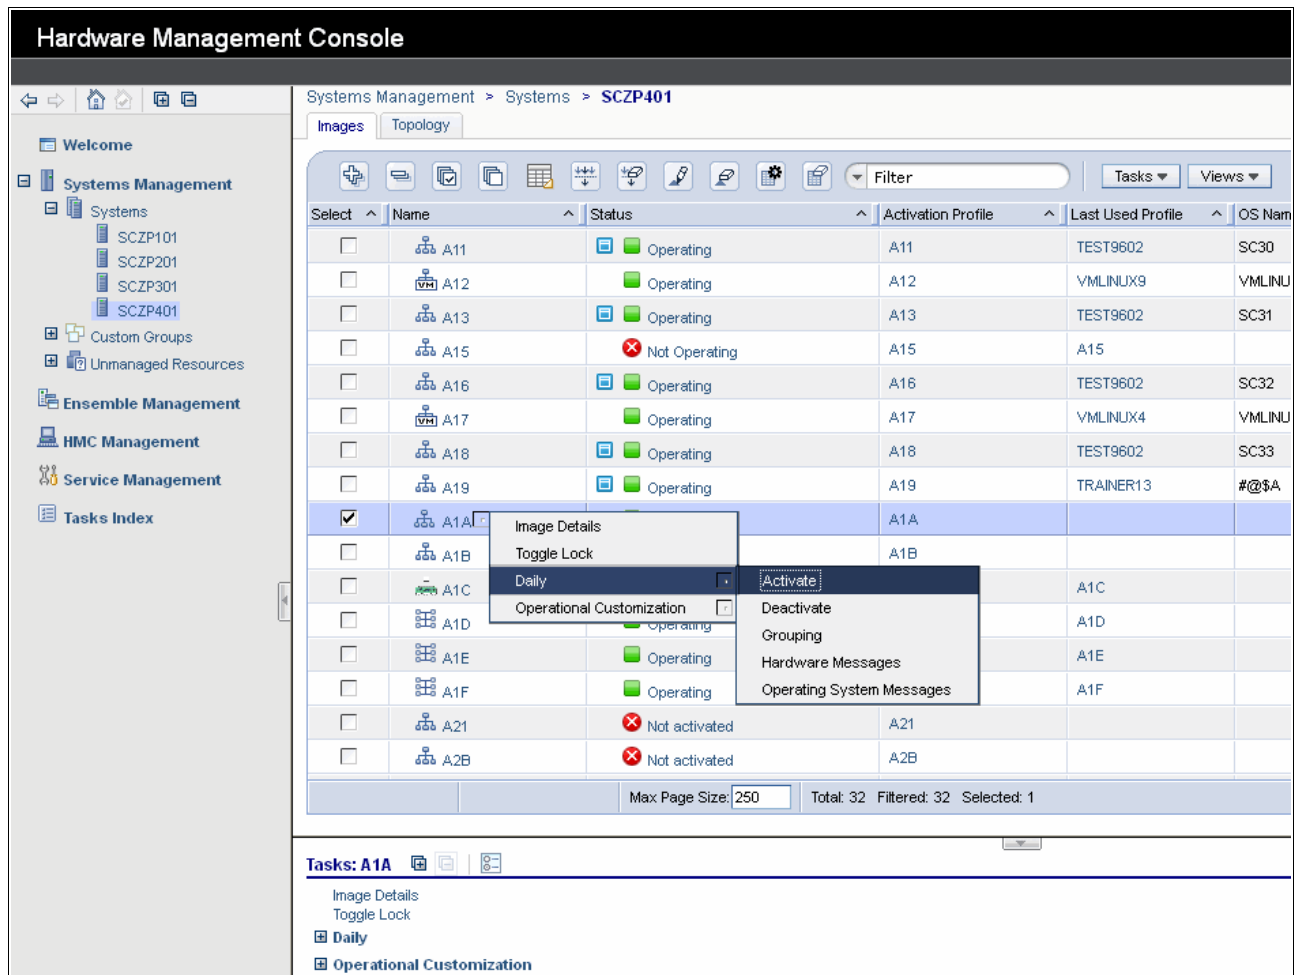 Hardware Management Console
Systems Management > Systems > SCZP401
Images Topology
Welcome
Systems Management
Systems
SCZP101
SCZP201
SCZP301
SCZP401
Custom Groups
Unmanaged Resources
Ensemble Management
HMC Management
Service Management
Tasks Index
Filter Tasks Views
Select Name Status Activation Profile Last Used Profile OS Nam
A11 Operating A11 TEST9602 SC30
VM A12 Operating A12 VMLINUX9 VMLINU
A13 Operating A13 TEST9602 SC31
A15 Not Operating A15 A15
A16 Operating A16 TEST9602 SC32
VM A17 Operating A17 VMLINUX4 VMLINU
A18 Operating A18 TEST9602 SC33
A19 Operating A19 TRAINER13 #@$A
A1A A1A
A1B A1B
A1C A1C
A1D Operating A1D
A1E Operating A1E
A1F Operating A1F
A21 Not activated A21
A2B Not activated A2B
Image Details
Toggle Lock
Daily
Operational Customization
Activate
Deactivate
Grouping
Hardware Messages
Operating System Messages
Max Page Size: 250 Total: 32 Filtered: 32 Selected: 1
Tasks: A1A
Image Details
Toggle Lock
Daily
Operational Customization